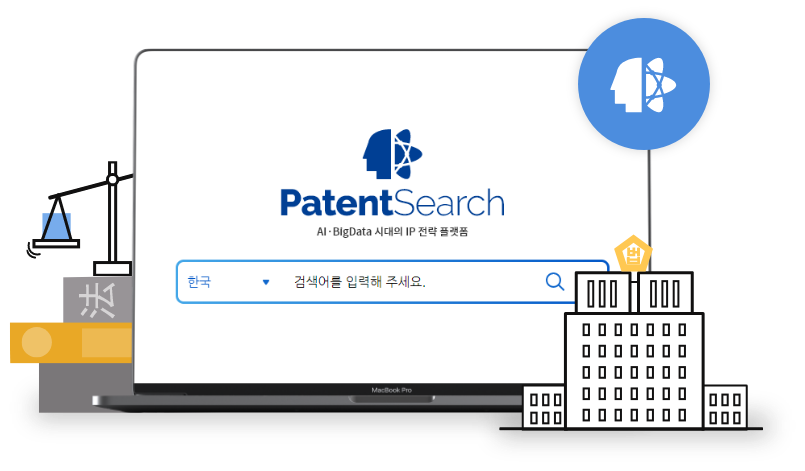 PatentSearch
AI·BigData 시대의 IP 전략 플랫폼
한국 검색어를 입력해 주세요.
법
法
MacBook Pro